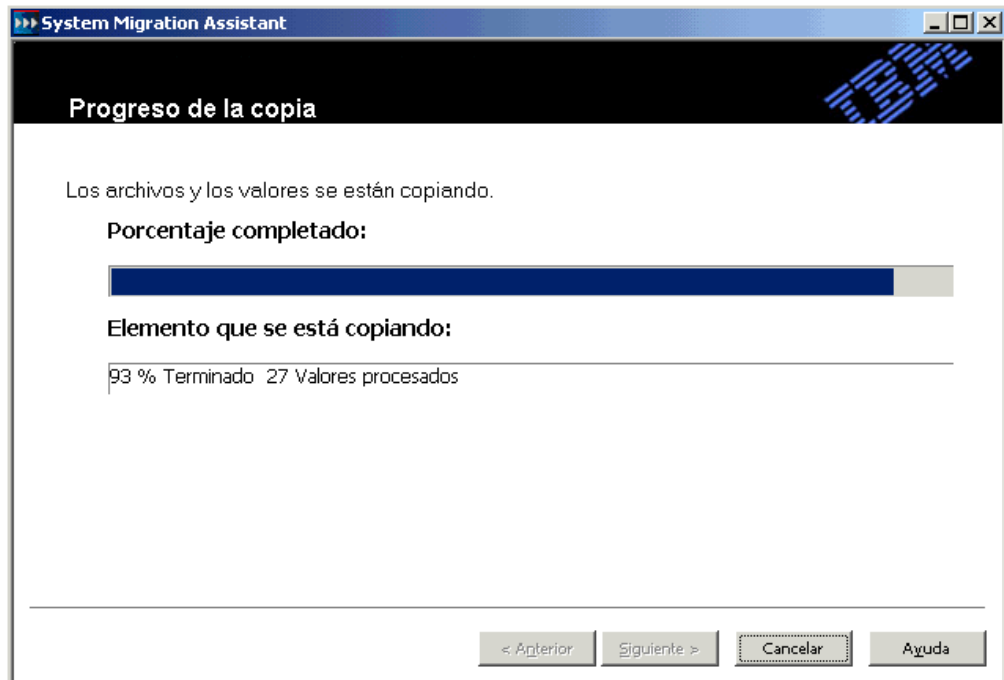 System Migration Assistant
IBM
Progreso de la copia
Los archivos y los valores se están copiando.
Porcentaje completado:
Elemento que se está copiando:
93 % Terminado 27 Valores procesados
< Anterior Siguiente > Cancelar Ayuda